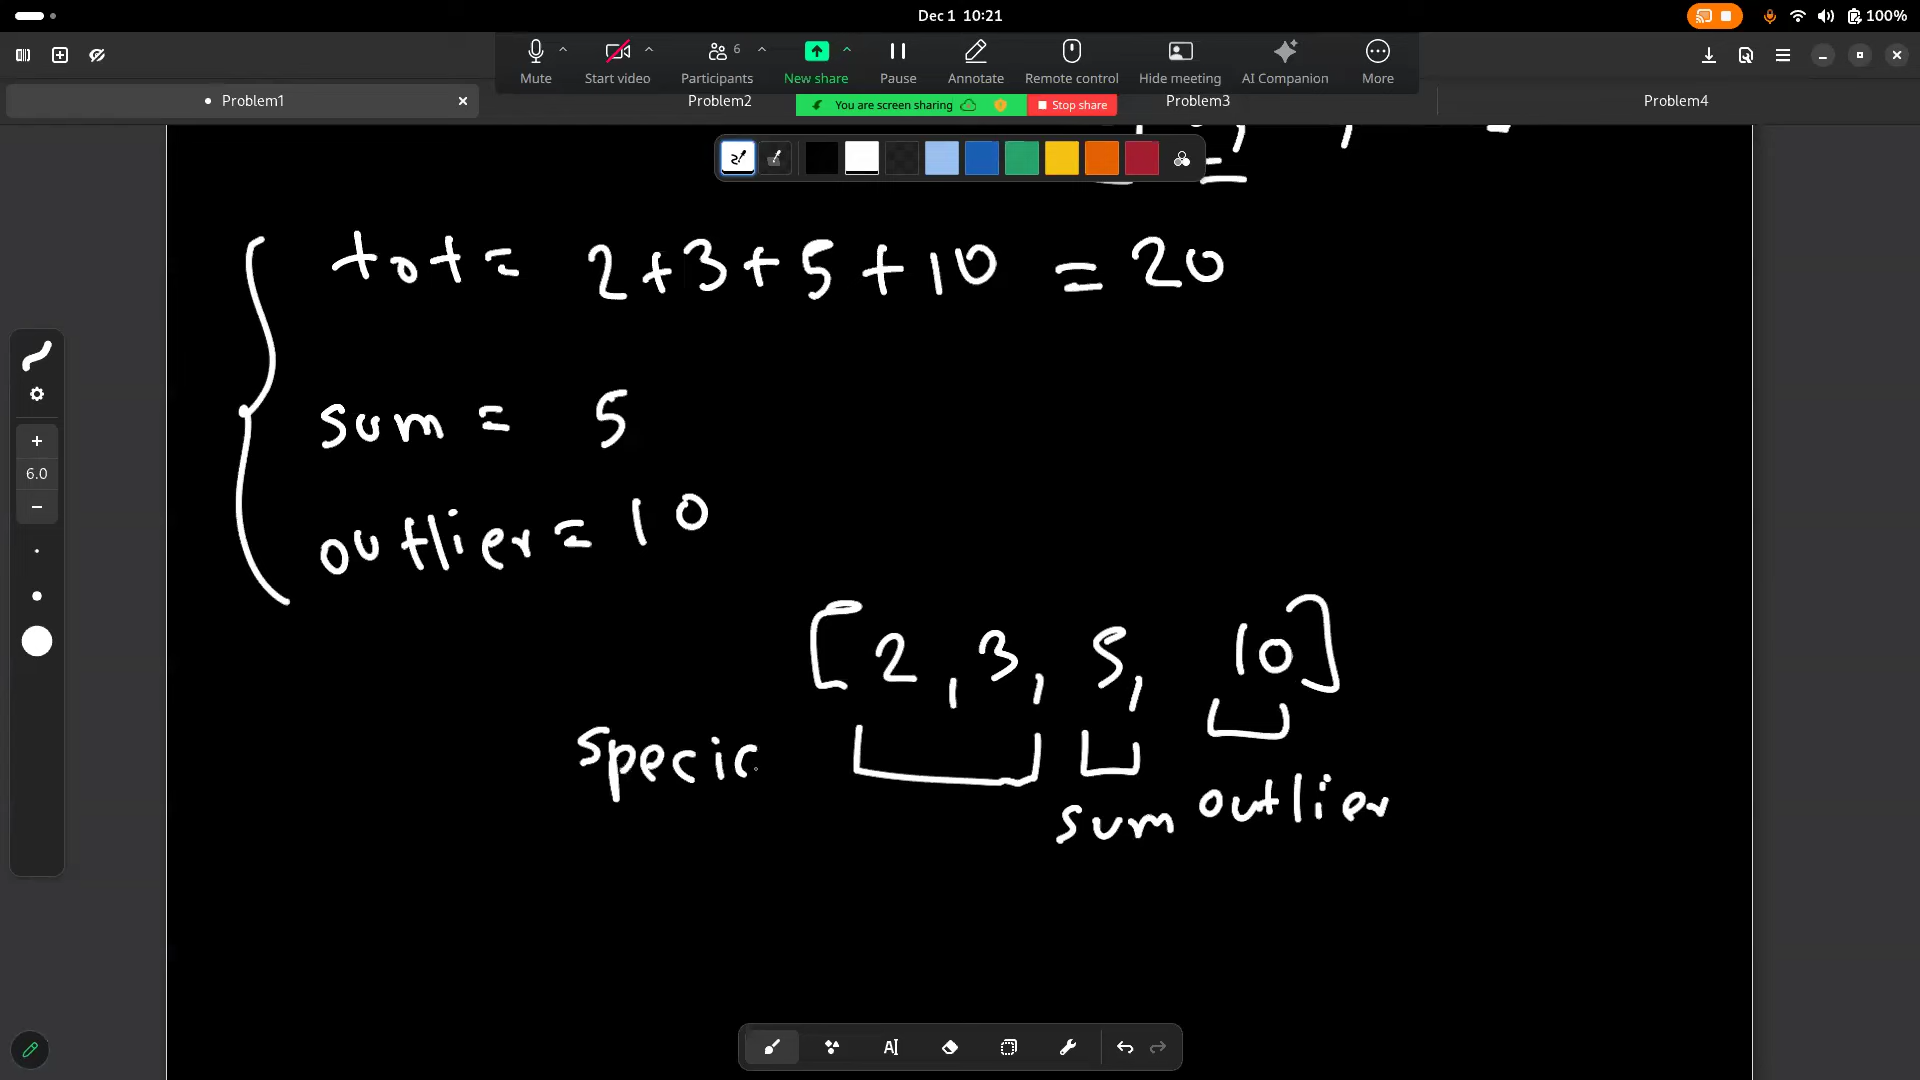 Dec 1 10:21
100%
Mute
Start video
Participants
6
New share
Pause
Annotate
Remote control
Hide meeting
AI Companion
More
Problem1
Problem2
You are screen sharing
Stop share
Problem3
Problem4
tot = 2+3+5+10 = 20
sum = 5
6.0
outlier = 10
[2, 3, 5, 10]
specic
sum outlier